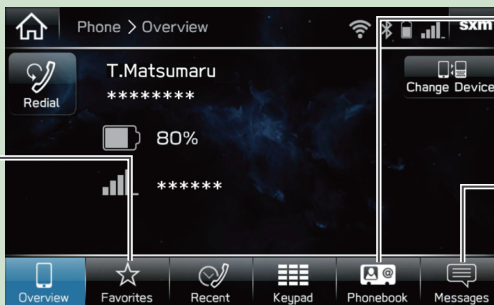 Phone > Overview
sxm
Redial
T.Matsumaru
********
Change Device
80%
******
Overview
Favorites
Recent
Keypad
Phonebook
Messages